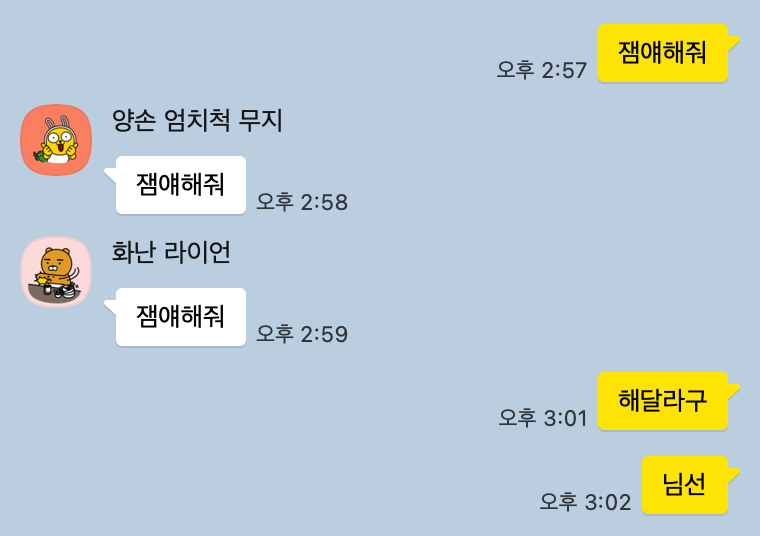 잼얘해줘
오후 2:57
양손 엄치척 무지
잼얘해줘
오후 2:58
화난 라이언
잼얘해줘
오후 2:59
해달라구
오후 3:01
님선
오후 3:02